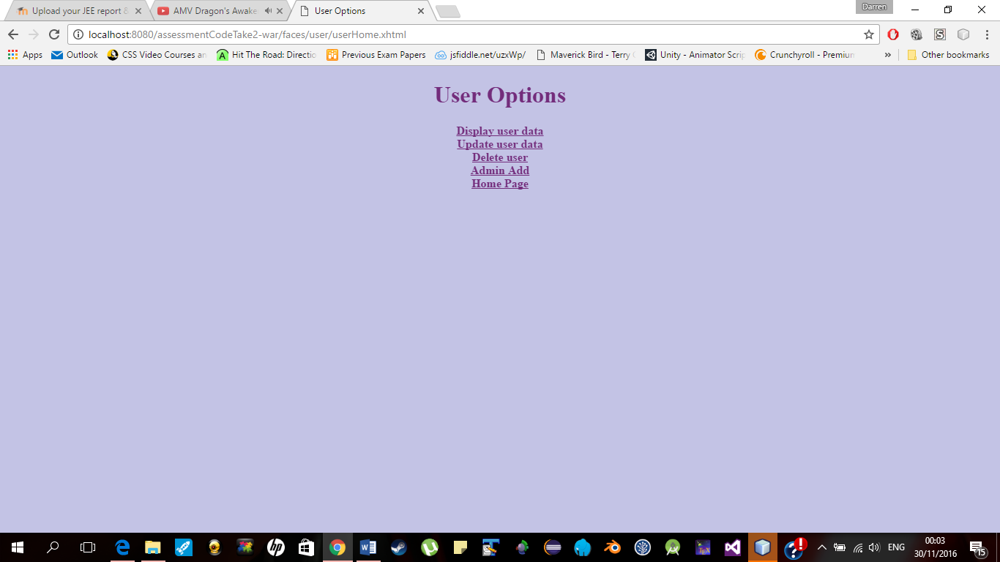 Upload your JEE report &
AMV Dragon's Awake
User Options
Darren
localhost:8080/assessmentCodeTake2-war/faces/user/userHome.xhtml
Apps
Outlook
CSS Video Courses an
Hit The Road: Directio
Previous Exam Papers
jsfiddle.net/uzxWp/
Maverick Bird - Terry
Unity - Animator Scrip
Crunchyroll - Premium
»
Other bookmarks
User Options
Display user data
Update user data
Delete user
Admin Add
Home Page
ENG
00:03
30/11/2016
15